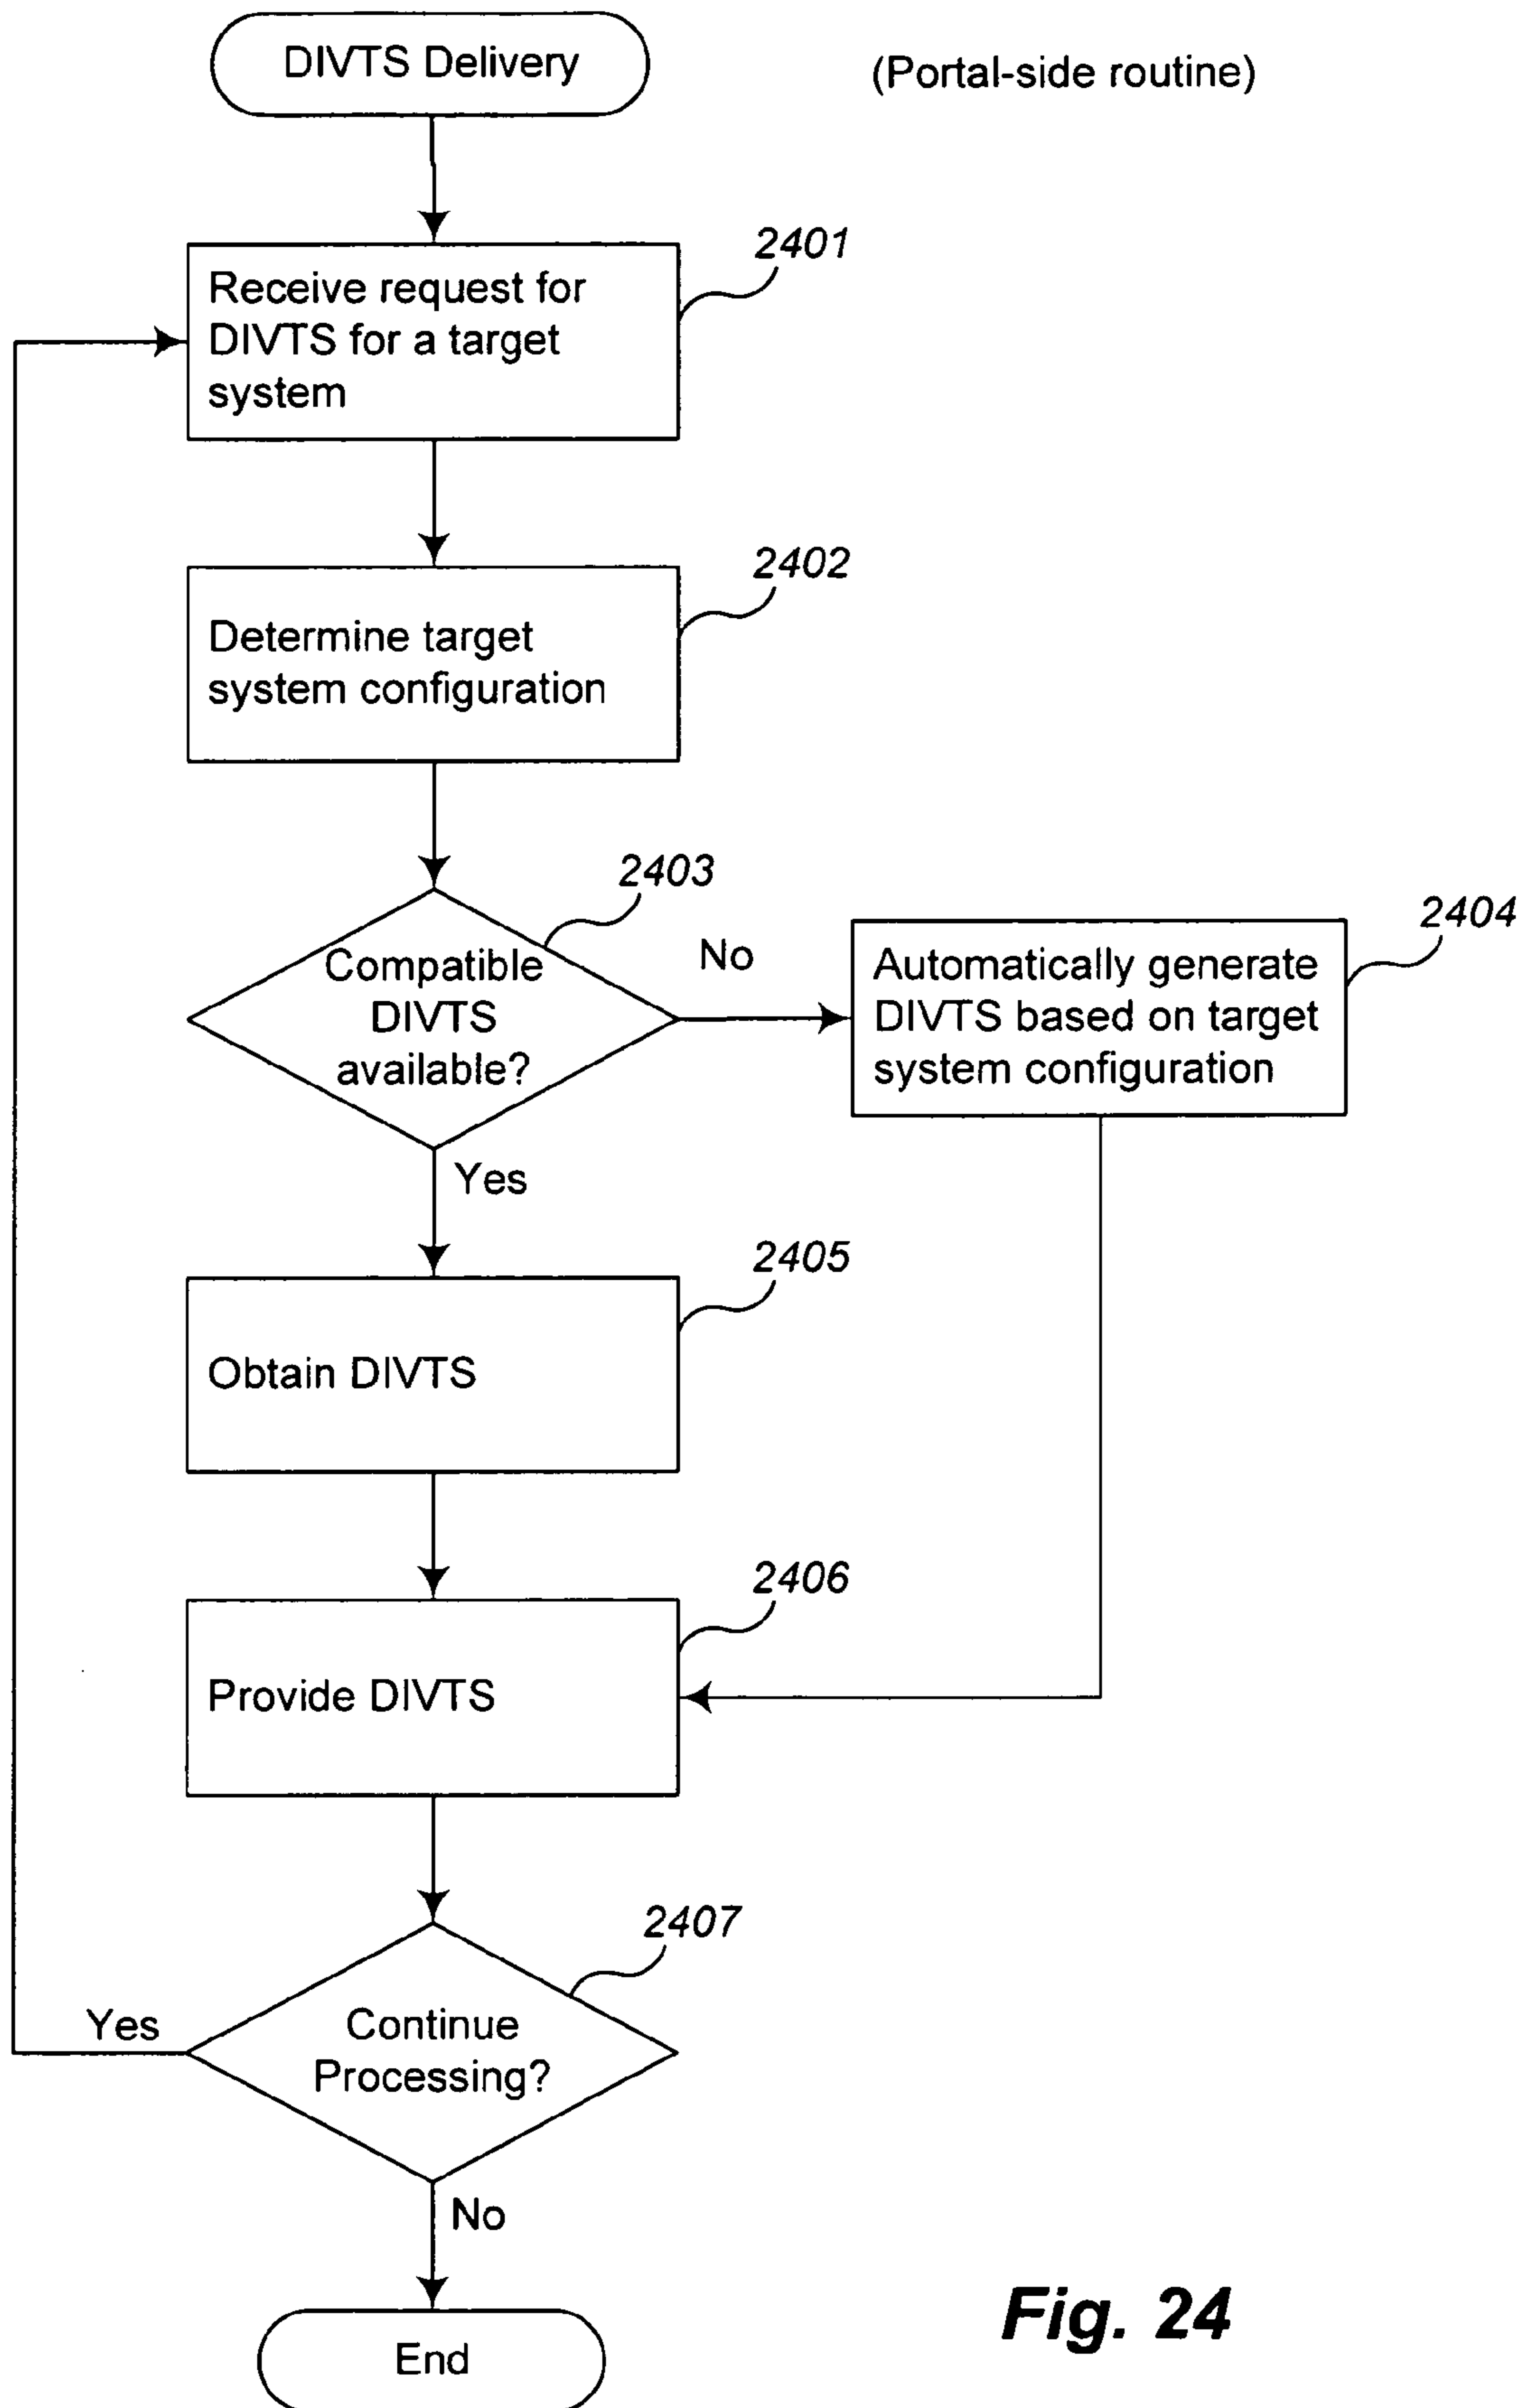 DIVTS Delivery
(Portal-side routine)
2401
Receive request for
DIVTS for a target
system
2402
Determine target
system configuration
2403
Compatible
DIVTS
available?
No
2404
Automatically generate
DIVTS based on target
system configuration
Yes
2405
Obtain DIVTS
2406
Provide DIVTS
2407
Continue
Processing?
Yes
No
End
Fig. 24